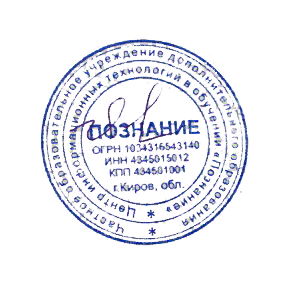 Частное образовательное учреждение дополнительного образования
Центр информационных технологий в обучении «Познание»
ПОЗНАНИЕ
ОГРН 1034316543140
ИНН 4345015012
КПП 434501001
г.Киров, обл.